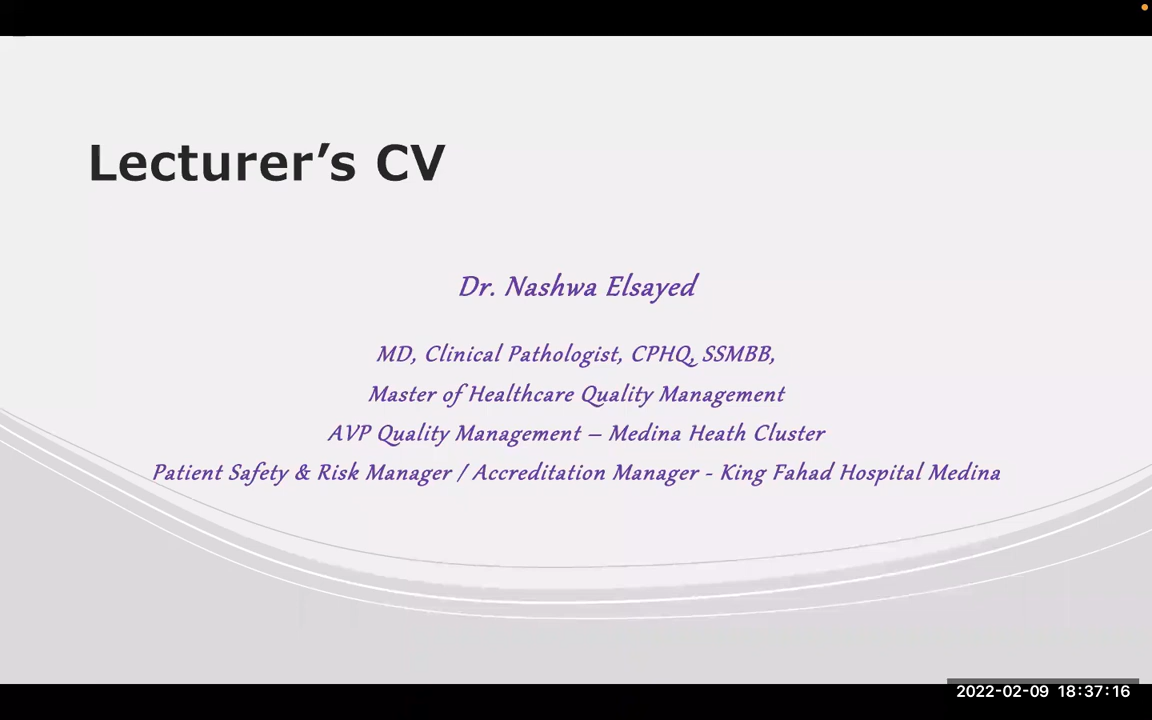 Lecturer’s CV
Dr. Nashwa Elsayed
MD, Clinical Pathologist, CPHQ, SSMBB,
Master of Healthcare Quality Management
AVP Quality Management – Medina Heath Cluster
Patient Safety & Risk Manager / Accreditation Manager - King Fahad Hospital Medina
2022-02-09 18:37:16